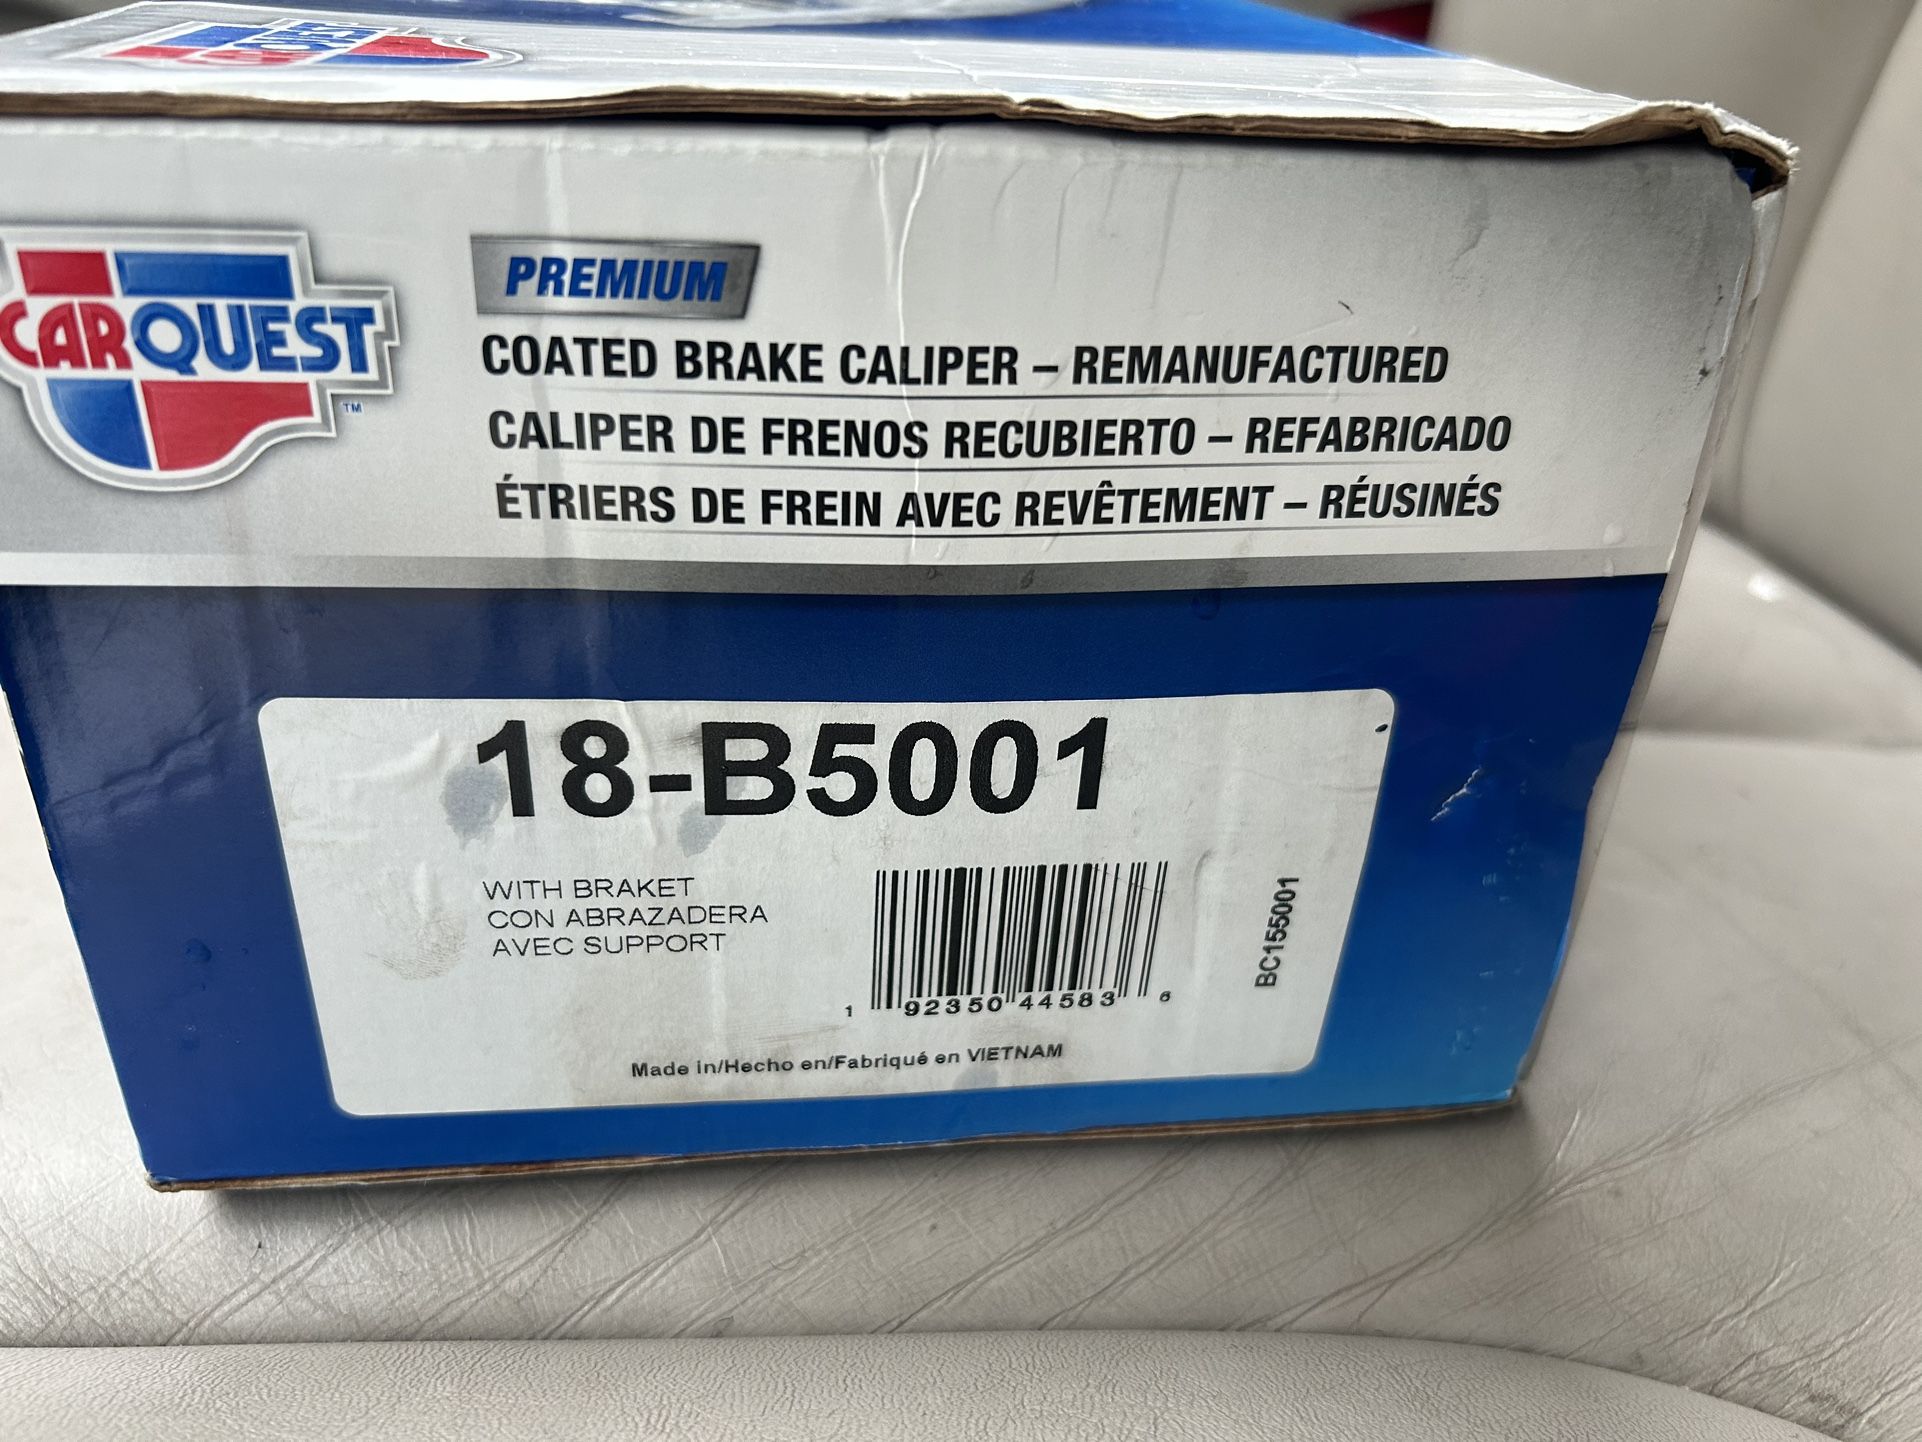 CARQUEST
TM
PREMIUM
COATED BRAKE CALIPER – REMANUFACTURED
CALIPER DE FRENOS RECUBIERTO – REFABRICADO
ÉTRIERS DE FREIN AVEC REVÊTEMENT – RÉUSINÉS
18-B5001
WITH BRAKET
CON ABRAZADERA
AVEC SUPPORT
1 92350 44583 6
BC155001
Made in/Hecho en/Fabriqué en VIETNAM